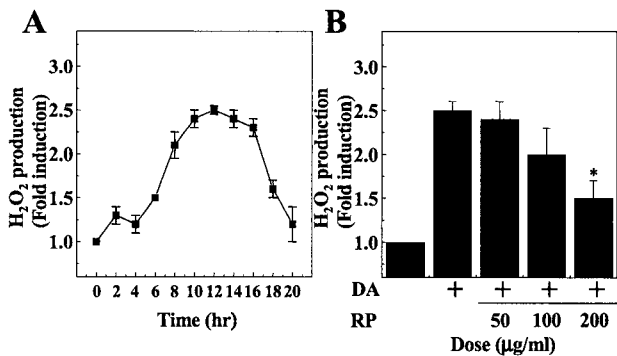 A
H₂O₂ production
(Fold induction)
3.0
2.5
2.0
1.5
1.0
0 2 4 6 8 10 12 14 16 18 20
Time (hr)
B
H₂O₂ production
(Fold induction)
3.0
2.5
2.0
1.5
1.0
*
DA + + + +
RP 50 100 200
Dose (μg/ml)